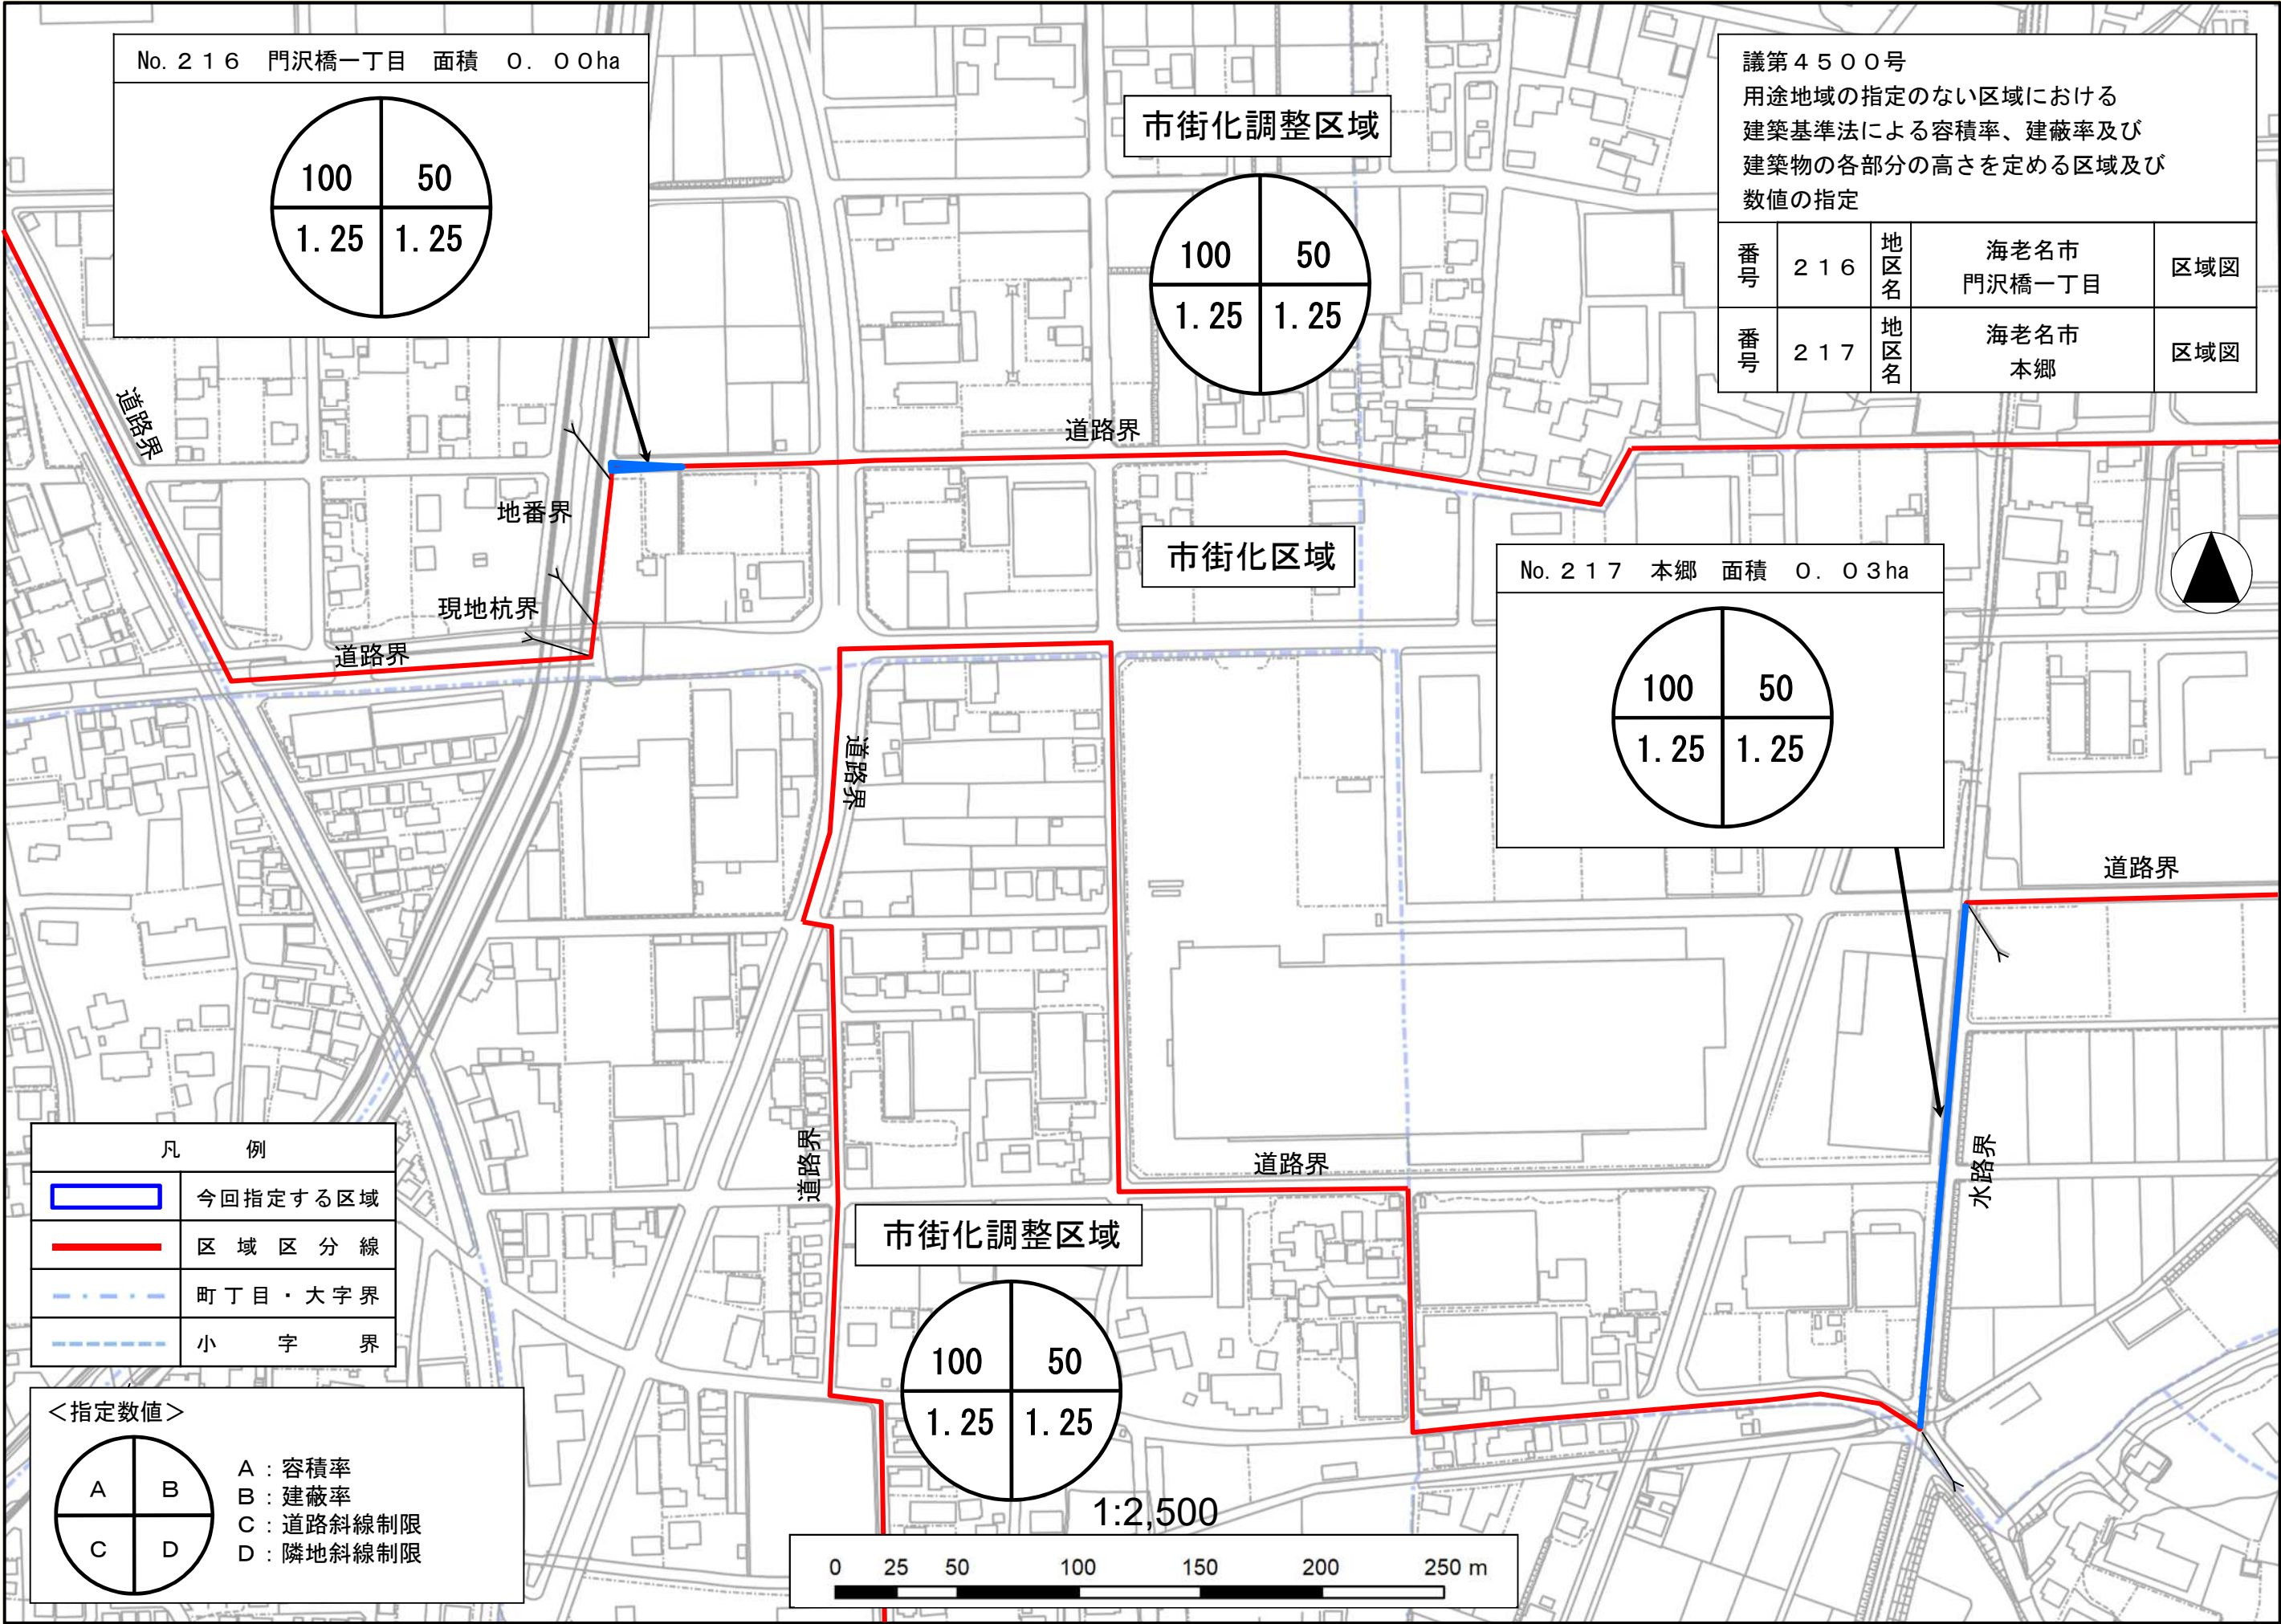 No. ２１６　門沢橋一丁目　面積　０. ００ha
100 50
1. 25 1. 25
市街化調整区域
100 50
1. 25 1. 25
議第４５００号
用途地域の指定のない区域における
建築基準法による容積率、建蔽率及び
建築物の各部分の高さを定める区域及び
数値の指定
番号 ２１６ 地区名 海老名市
門沢橋一丁目 区域図
番号 ２１７ 地区名 海老名市
本郷 区域図
道路界
道路界
地番界
現地杭界
道路界
市街化区域
No. ２１７　本郷　面積　０. ０３ha
100 50
1. 25 1. 25
道路界
道路界
道路界
道路界
水路界
市街化調整区域
100 50
1. 25 1. 25
凡　例
今回指定する区域
区域区分線
町丁目・大字界
小字界
＜指定数値＞
A B
C D
A：容積率
B：建蔽率
C：道路斜線制限
D：隣地斜線制限
1:2,500
0 25 50 100 150 200 250 m